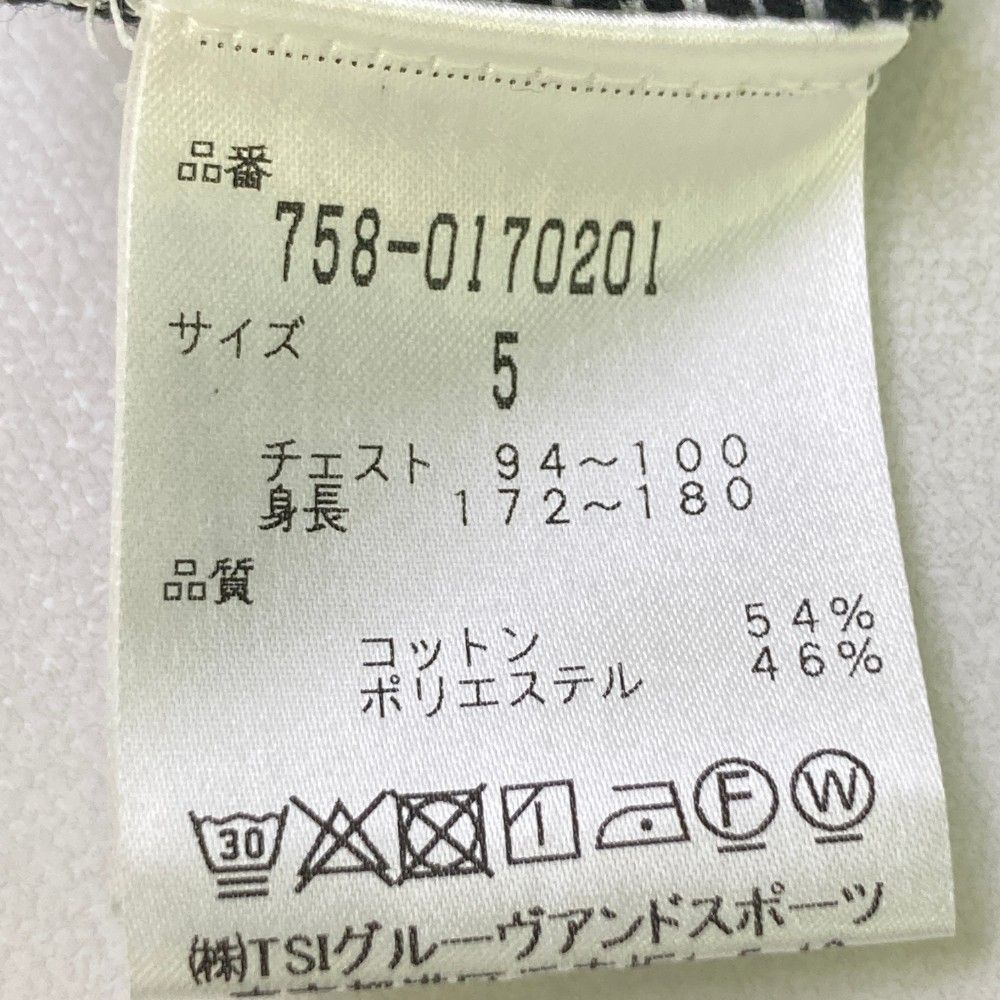 品番
758-0170201
サイズ 5
チェスト 94～100
身長 172～180
品質
コットン 54%
ポリエステル 46%
30 F W
(株)TSIグルーヴアンドスポーツ